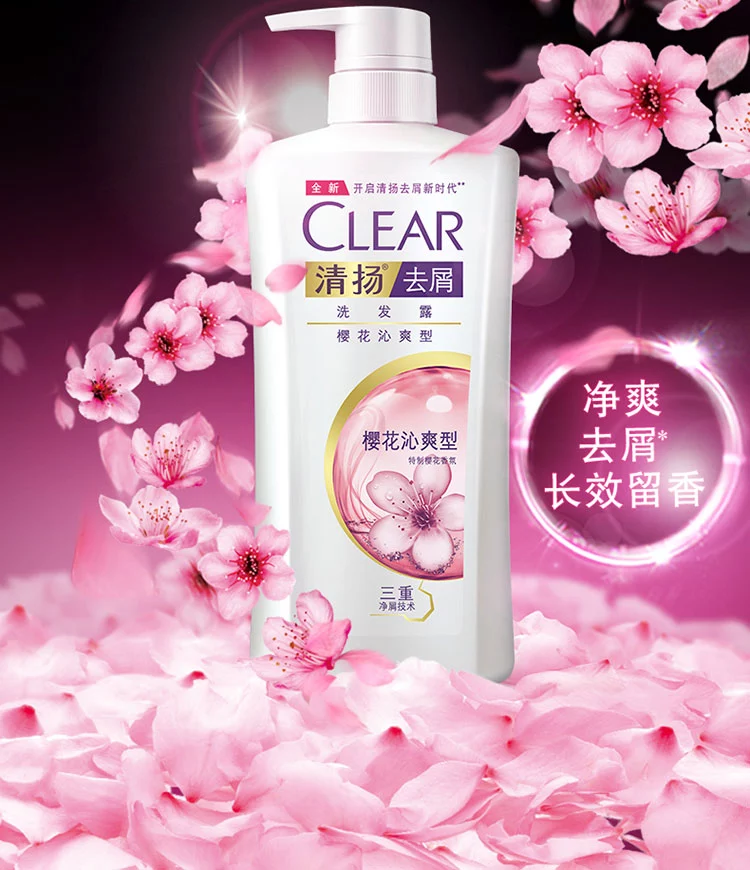 全新 开启清扬去屑新时代**
CLEAR
清扬® 去屑
洗发露
樱花沁爽型
樱花沁爽型
特制樱花香氛
三重
净屑技术
净爽
去屑*
长效留香